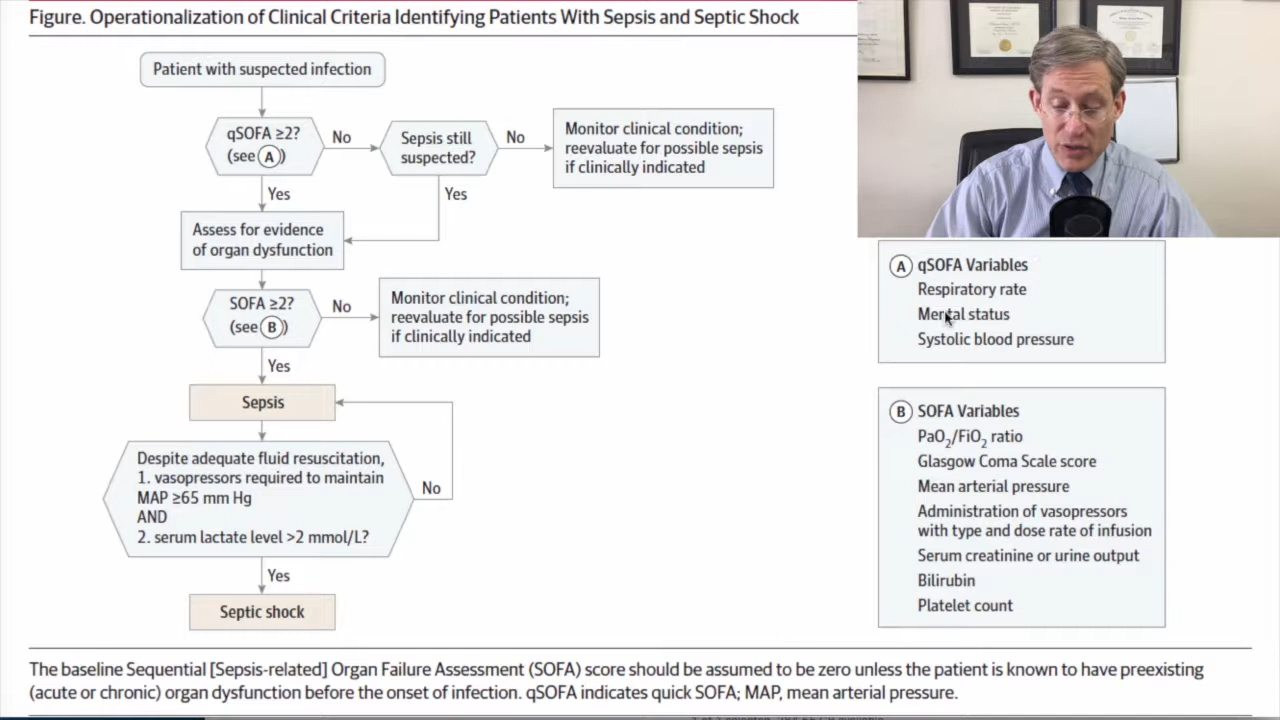 Figure. Operationalization of Clinical Criteria Identifying Patients With Sepsis and Septic Shock
Patient with suspected infection
qSOFA ≥2?
(see A)
No
Sepsis still
suspected?
No
Monitor clinical condition;
reevaluate for possible sepsis
if clinically indicated
Yes
Yes
Assess for evidence
of organ dysfunction
SOFA ≥2?
(see B)
No
Monitor clinical condition;
reevaluate for possible sepsis
if clinically indicated
Yes
Sepsis
Despite adequate fluid resuscitation,
1. vasopressors required to maintain
MAP ≥65 mm Hg
AND
2. serum lactate level >2 mmol/L?
No
Yes
Septic shock
A qSOFA Variables
Respiratory rate
Mental status
Systolic blood pressure
B SOFA Variables
PaO2/FiO2 ratio
Glasgow Coma Scale score
Mean arterial pressure
Administration of vasopressors
with type and dose rate of infusion
Serum creatinine or urine output
Bilirubin
Platelet count
The baseline Sequential [Sepsis-related] Organ Failure Assessment (SOFA) score should be assumed to be zero unless the patient is known to have preexisting
(acute or chronic) organ dysfunction before the onset of infection. qSOFA indicates quick SOFA; MAP, mean arterial pressure.